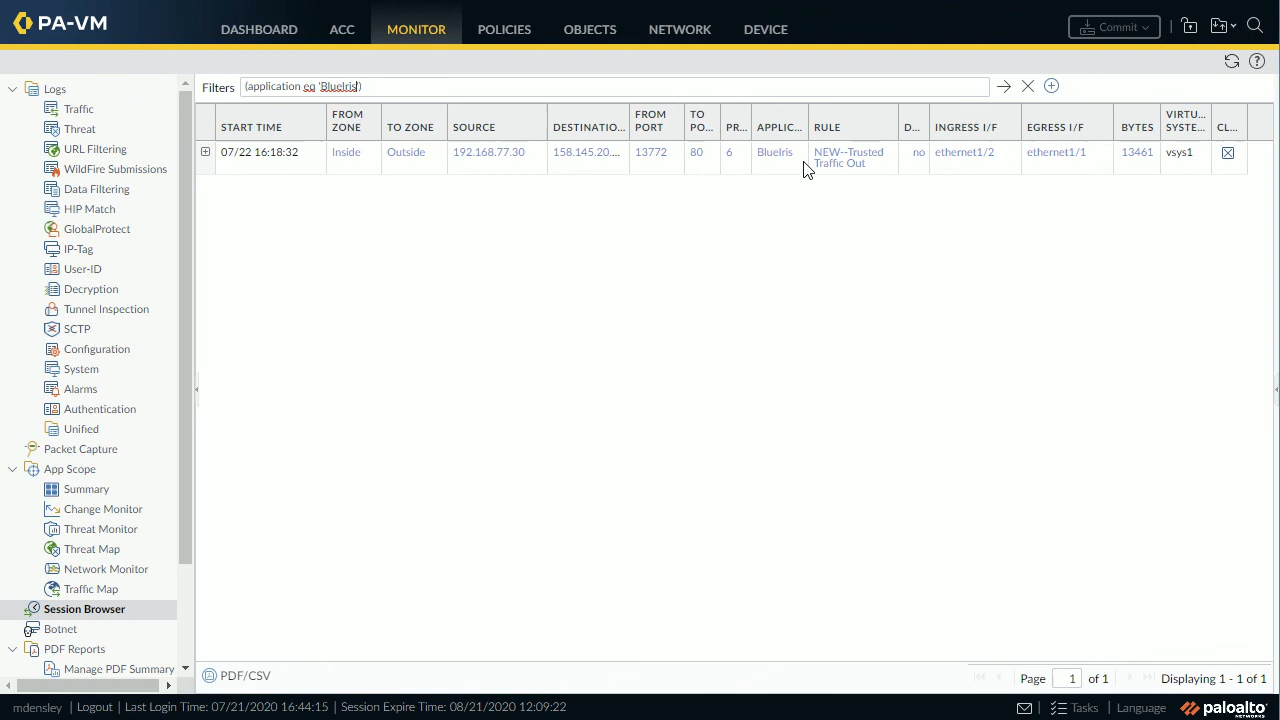 PA-VM
DASHBOARD ACC MONITOR POLICIES OBJECTS NETWORK DEVICE
Commit
Logs
Traffic
Threat
URL Filtering
WildFire Submissions
Data Filtering
HIP Match
GlobalProtect
IP-Tag
User-ID
Decryption
Tunnel Inspection
SCTP
Configuration
System
Alarms
Authentication
Unified
Packet Capture
App Scope
Summary
Change Monitor
Threat Monitor
Threat Map
Network Monitor
Traffic Map
Session Browser
Botnet
PDF Reports
Manage PDF Summary
Filters (application eq 'BlueIris')
START TIME FROM ZONE TO ZONE SOURCE DESTINATIO... FROM PORT TO PO... PR... APPLIC... RULE D... INGRESS I/F EGRESS I/F BYTES VIRTU... SYSTE... CL...
07/22 16:18:32 Inside Outside 192.168.77.30 158.145.20.... 13772 80 6 BlueIris NEW--Trusted Traffic Out no ethernet1/2 ethernet1/1 13461 vsys1
PDF/CSV Page 1 of 1 Displaying 1 - 1 of 1
mdensley | Logout | Last Login Time: 07/21/2020 16:44:15 | Session Expire Time: 08/21/2020 12:09:22 | Tasks | Language paloalto NETWORKS